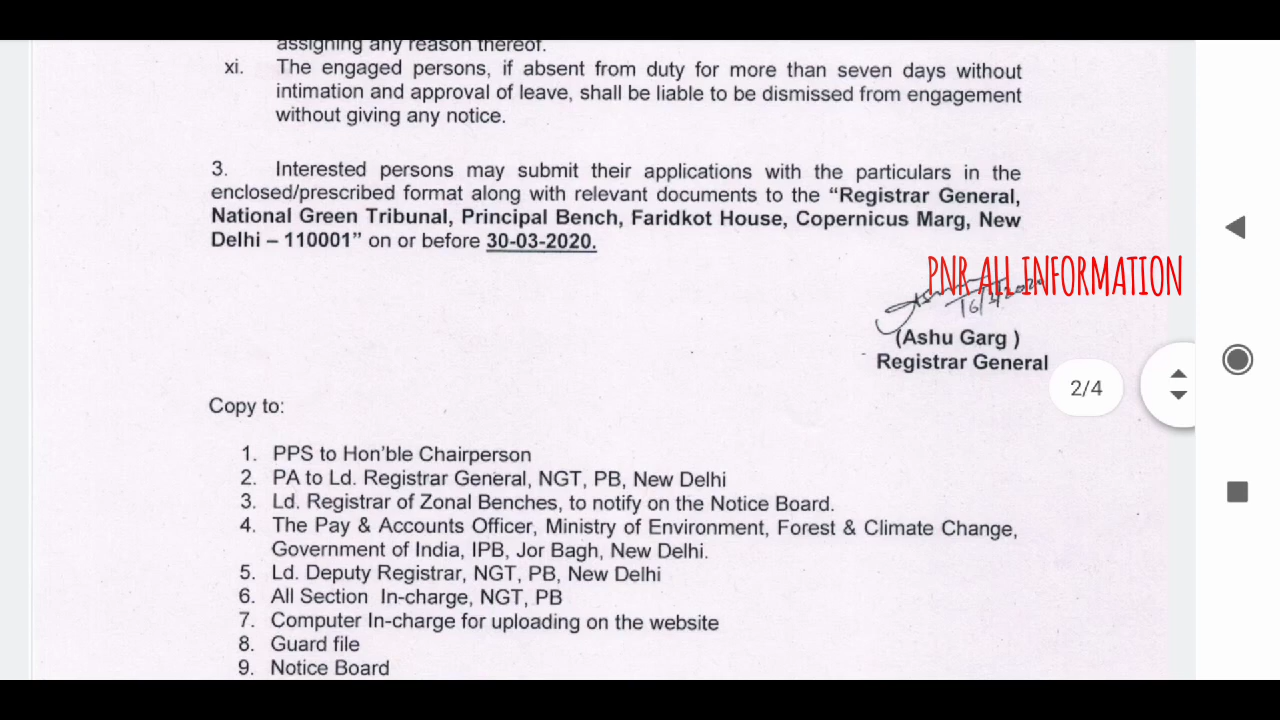 assigning any reason thereof.
xi. The engaged persons, if absent from duty for more than seven days without
intimation and approval of leave, shall be liable to be dismissed from engagement
without giving any notice.
3. Interested persons may submit their applications with the particulars in the
enclosed/prescribed format along with relevant documents to the “Registrar General,
National Green Tribunal, Principal Bench, Faridkot House, Copernicus Marg, New
Delhi – 110001” on or before 30-03-2020.
PNR ALL INFORMATION
(Ashu Garg )
Registrar General
2/4
Copy to:
1. PPS to Hon'ble Chairperson
2. PA to Ld. Registrar General, NGT, PB, New Delhi
3. Ld. Registrar of Zonal Benches, to notify on the Notice Board.
4. The Pay & Accounts Officer, Ministry of Environment, Forest & Climate Change,
Government of India, IPB, Jor Bagh, New Delhi.
5. Ld. Deputy Registrar, NGT, PB, New Delhi
6. All Section In-charge, NGT, PB
7. Computer In-charge for uploading on the website
8. Guard file
9. Notice Board